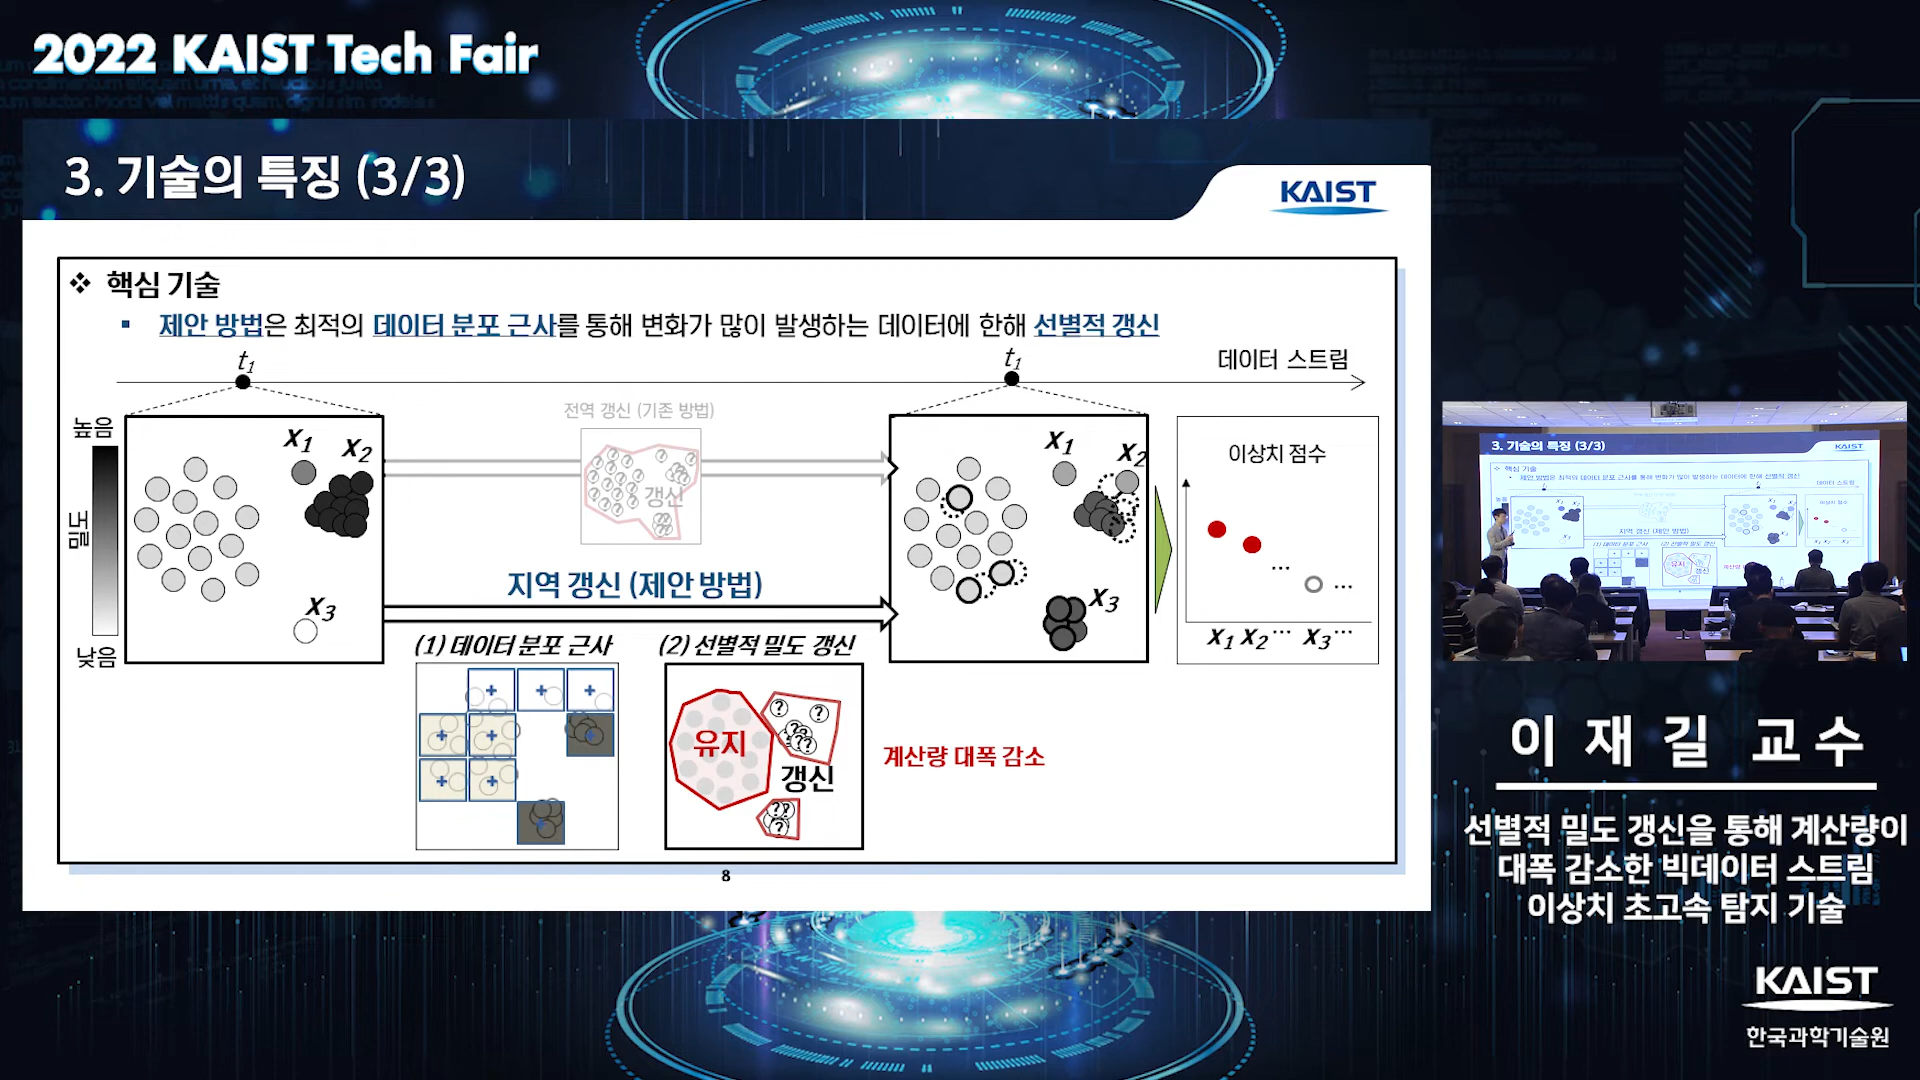 2022 KAIST Tech Fair
3. 기술의 특징 (3/3)
KAIST
❖ 핵심 기술
▪ 제안 방법은 최적의 데이터 분포 근사를 통해 변화가 많이 발생하는 데이터에 한해 선별적 갱신
t₁
t₁
데이터 스트림
높음
밀도
낮음
x₁
x₂
x₃
전역 갱신 (기존 방법)
갱신
지역 갱신 (제안 방법)
(1) 데이터 분포 근사
(2) 선별적 밀도 갱신
유지
갱신
계산량 대폭 감소
x₁
x₂
x₃
이상치 점수
... ...
x₁ x₂ ... x₃ ...
8
3. 기술의 특징 (3/3)
KAIST
이 재 길 교수
선별적 밀도 갱신을 통해 계산량이
대폭 감소한 빅데이터 스트림
이상치 초고속 탐지 기술
KAIST
한국과학기술원